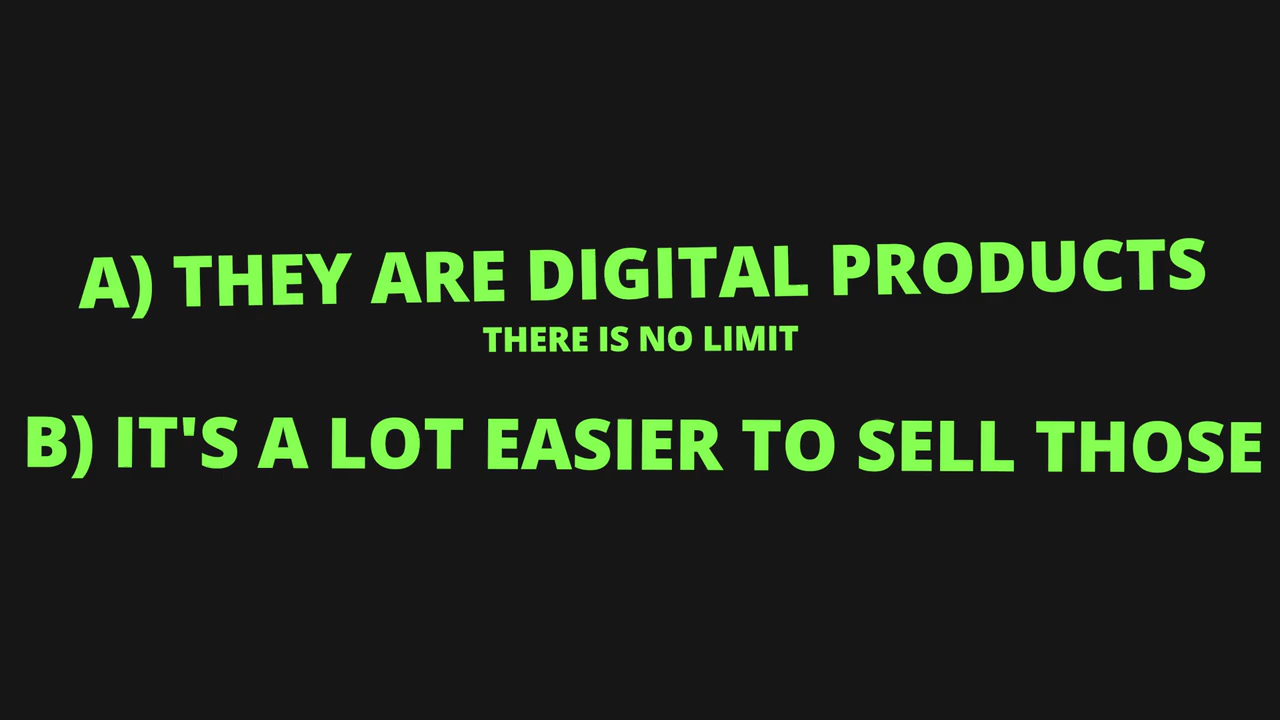 A) THEY ARE DIGITAL PRODUCTS
THERE IS NO LIMIT
B) IT'S A LOT EASIER TO SELL THOSE